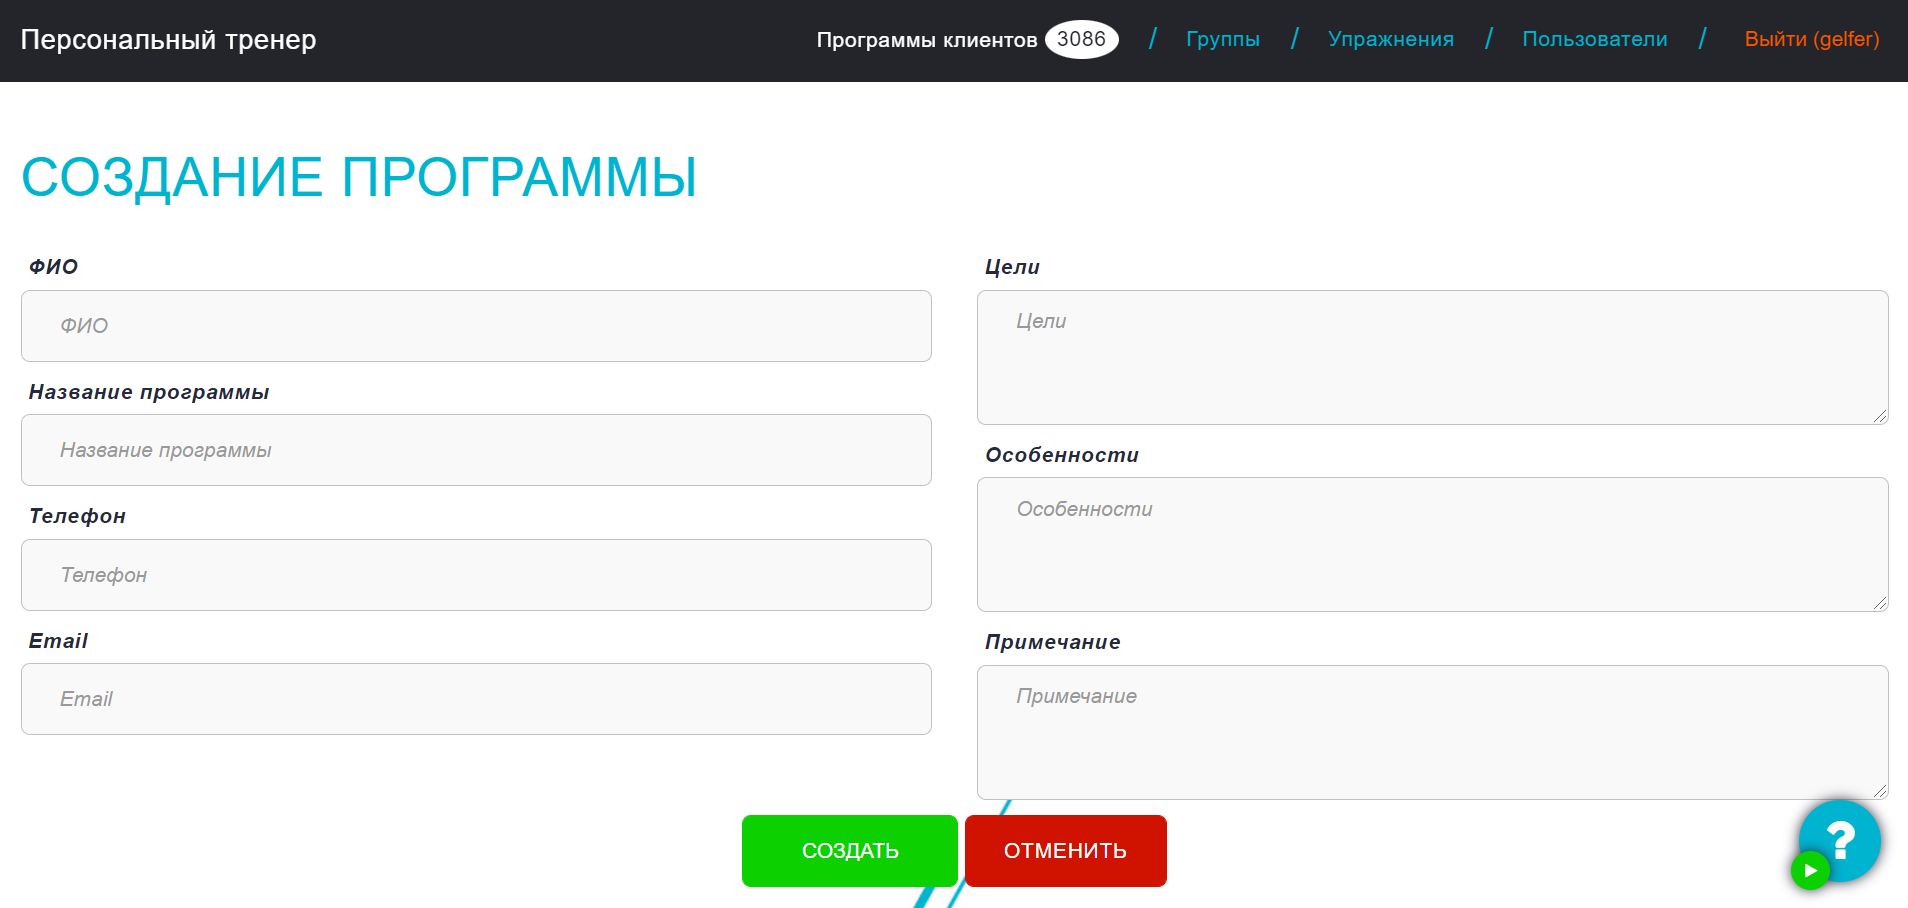 Персональный тренер
Программы клиентов 3086 / Группы / Упражнения / Пользователи / Выйти (gelfer)
СОЗДАНИЕ ПРОГРАММЫ
ФИО
ФИО
Название программы
Название программы
Телефон
Телефон
Email
Email
Цели
Цели
Особенности
Особенности
Примечание
Примечание
СОЗДАТЬ
ОТМЕНИТЬ
?